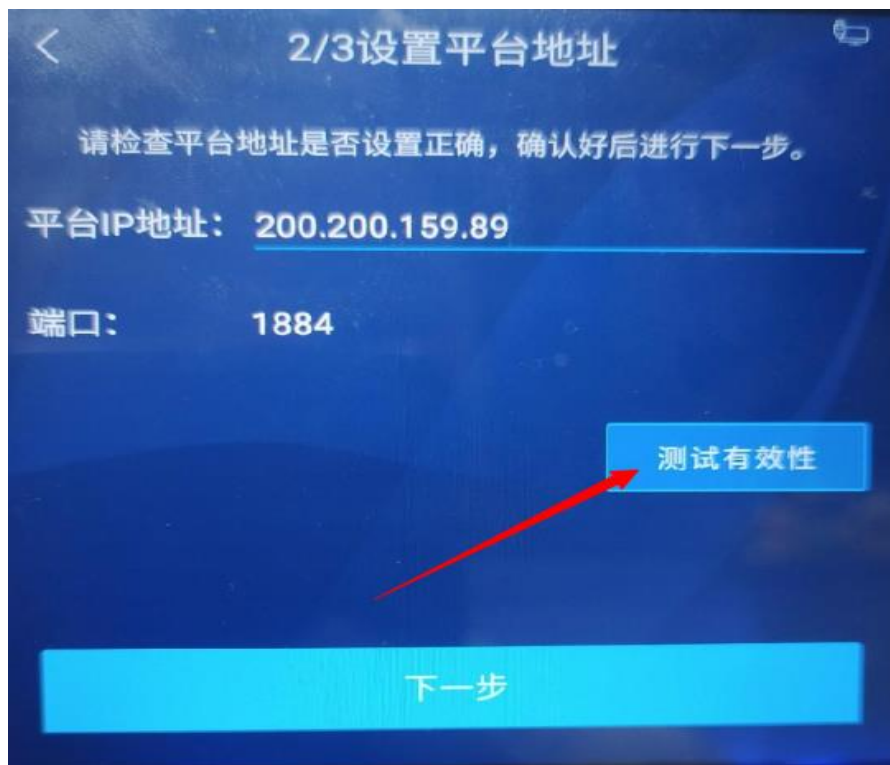 2/3设置平台地址
请检查平台地址是否设置正确，确认好后进行下一步。
平台IP地址： 200.200.159.89
端口： 1884
测试有效性
下一步